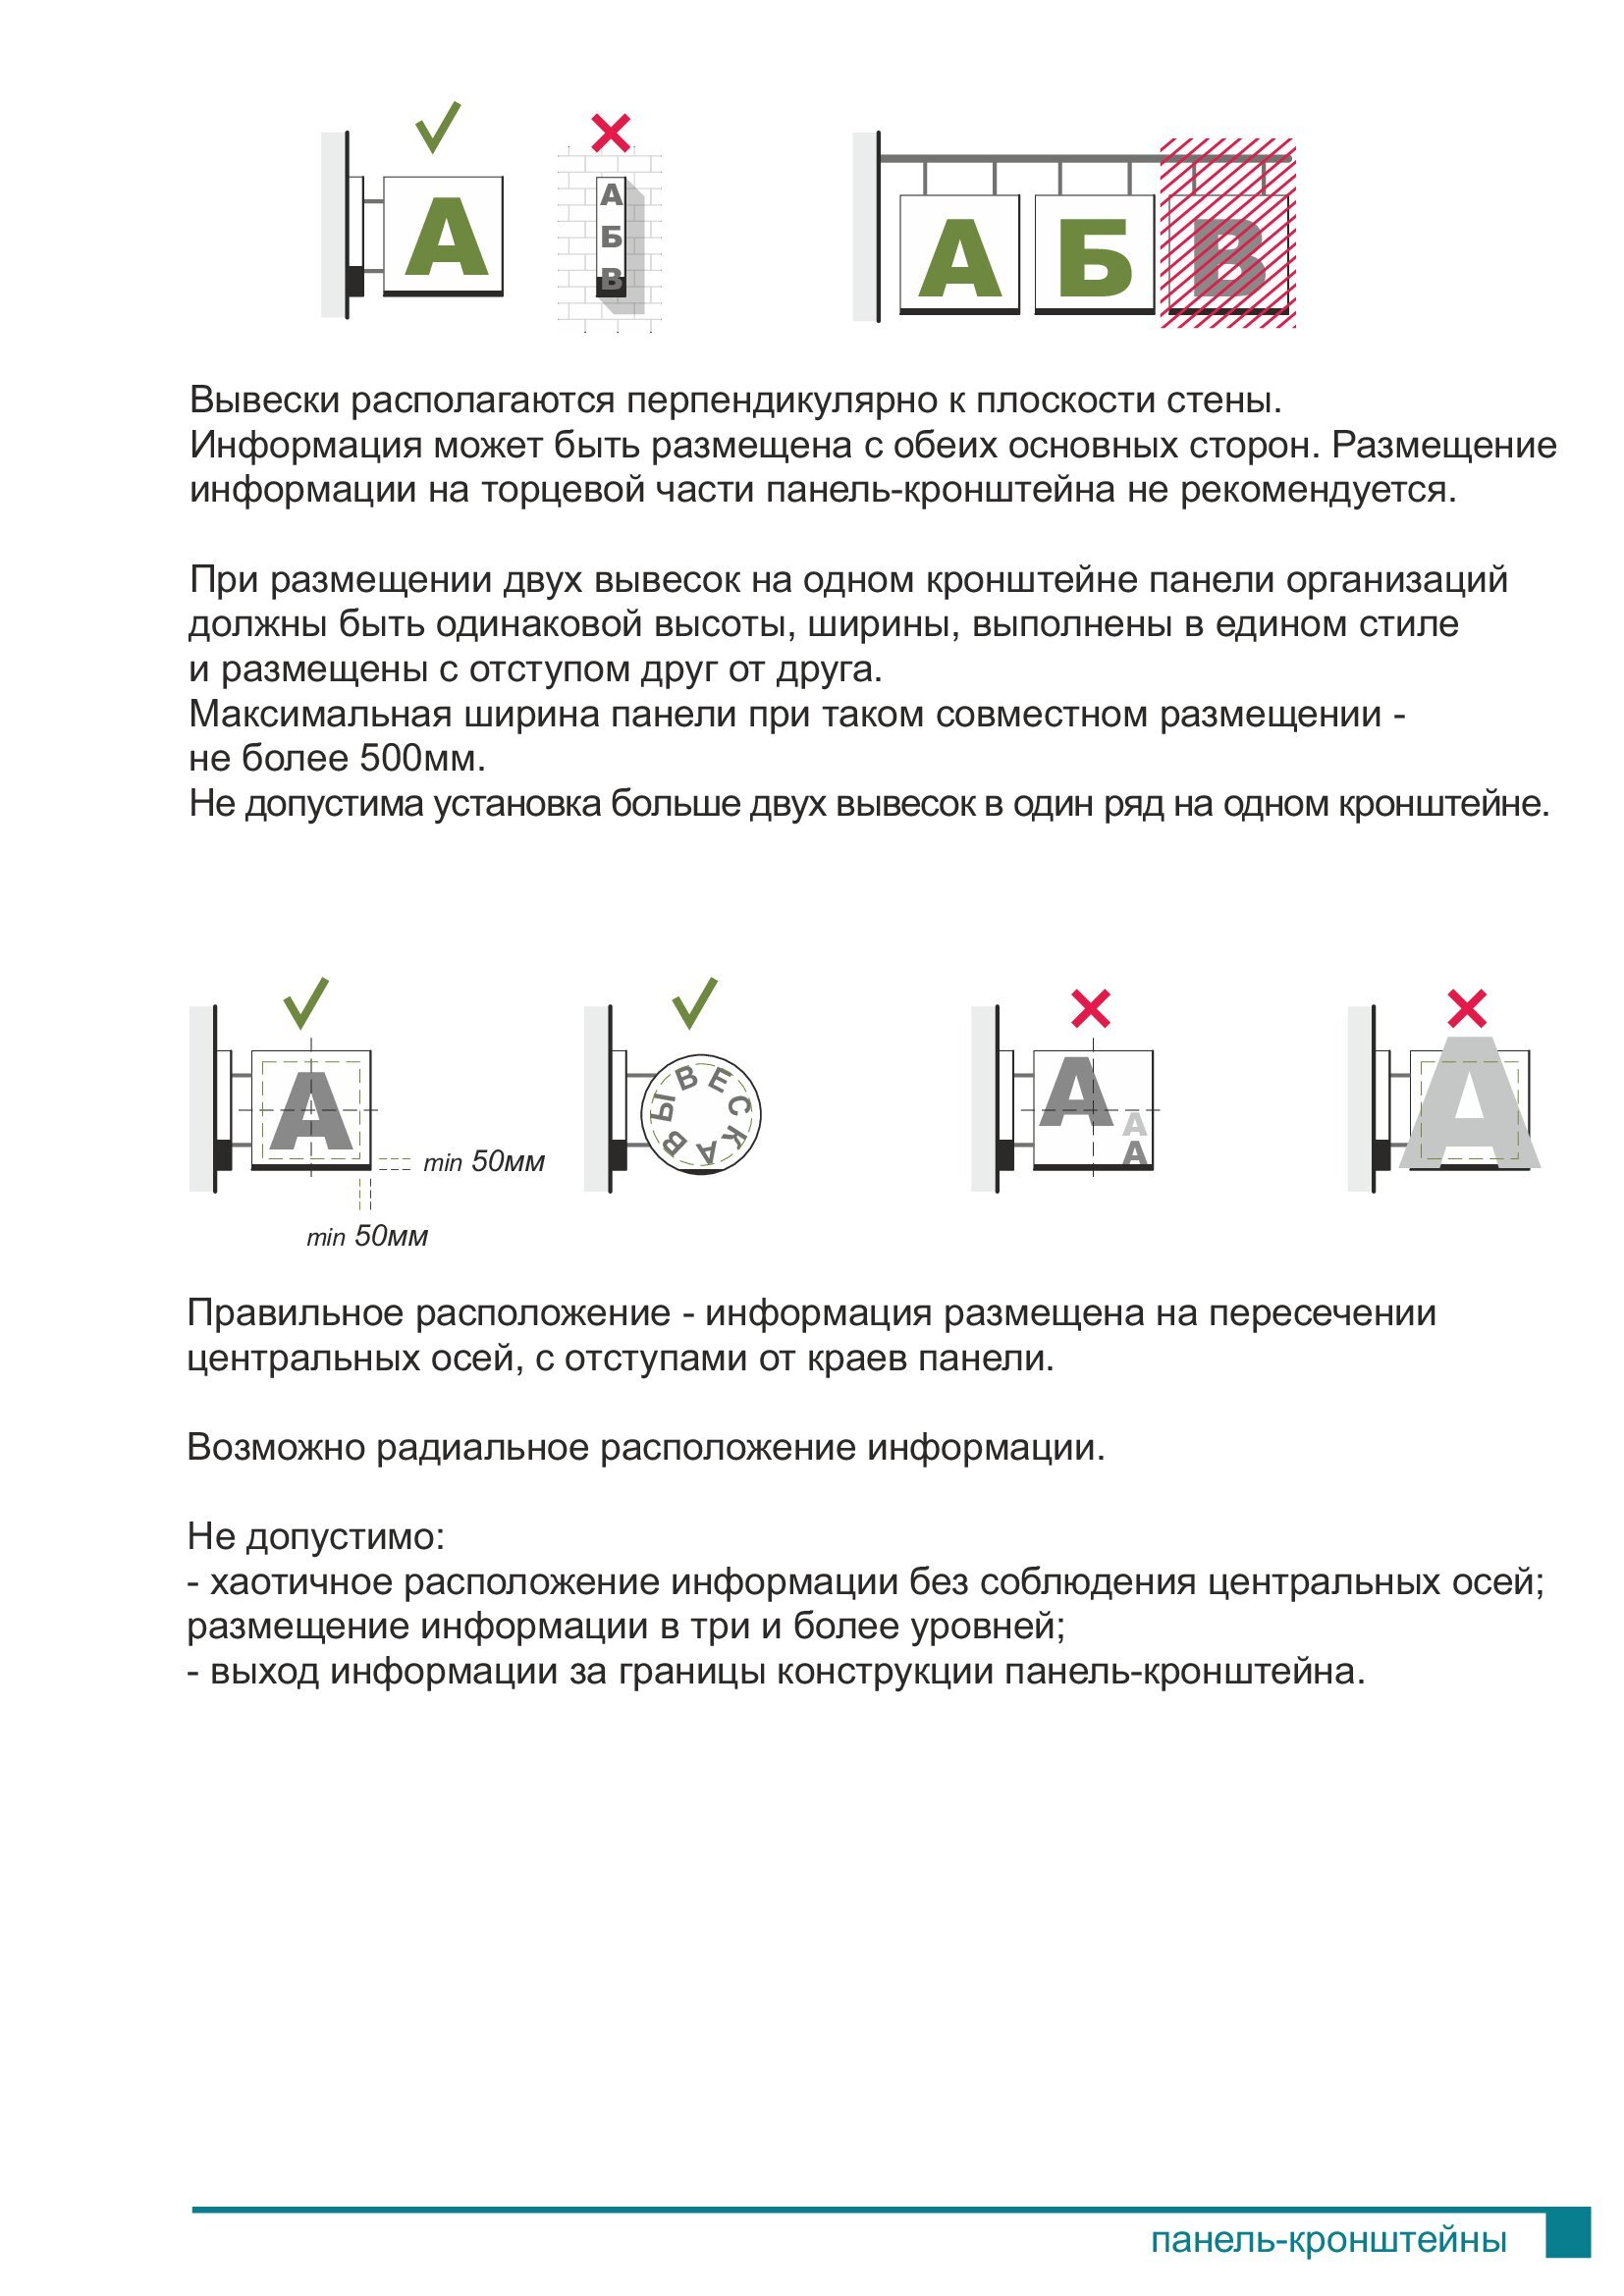 А
А
Б
В
А Б В
Вывески располагаются перпендикулярно к плоскости стены.
Информация может быть размещена с обеих основных сторон. Размещение
информации на торцевой части панель-кронштейна не рекомендуется.
При размещении двух вывесок на одном кронштейне панели организаций
должны быть одинаковой высоты, ширины, выполнены в едином стиле
и размещены с отступом друг от друга.
Максимальная ширина панели при таком совместном размещении -
не более 500мм.
Не допустима установка больше двух вывесок в один ряд на одном кронштейне.
А
min 50мм
min 50мм
ВЫВЕСКА
А
А
А
А
Правильное расположение - информация размещена на пересечении
центральных осей, с отступами от краев панели.
Возможно радиальное расположение информации.
Не допустимо:
- хаотичное расположение информации без соблюдения центральных осей;
размещение информации в три и более уровней;
- выход информации за границы конструкции панель-кронштейна.
панель-кронштейны